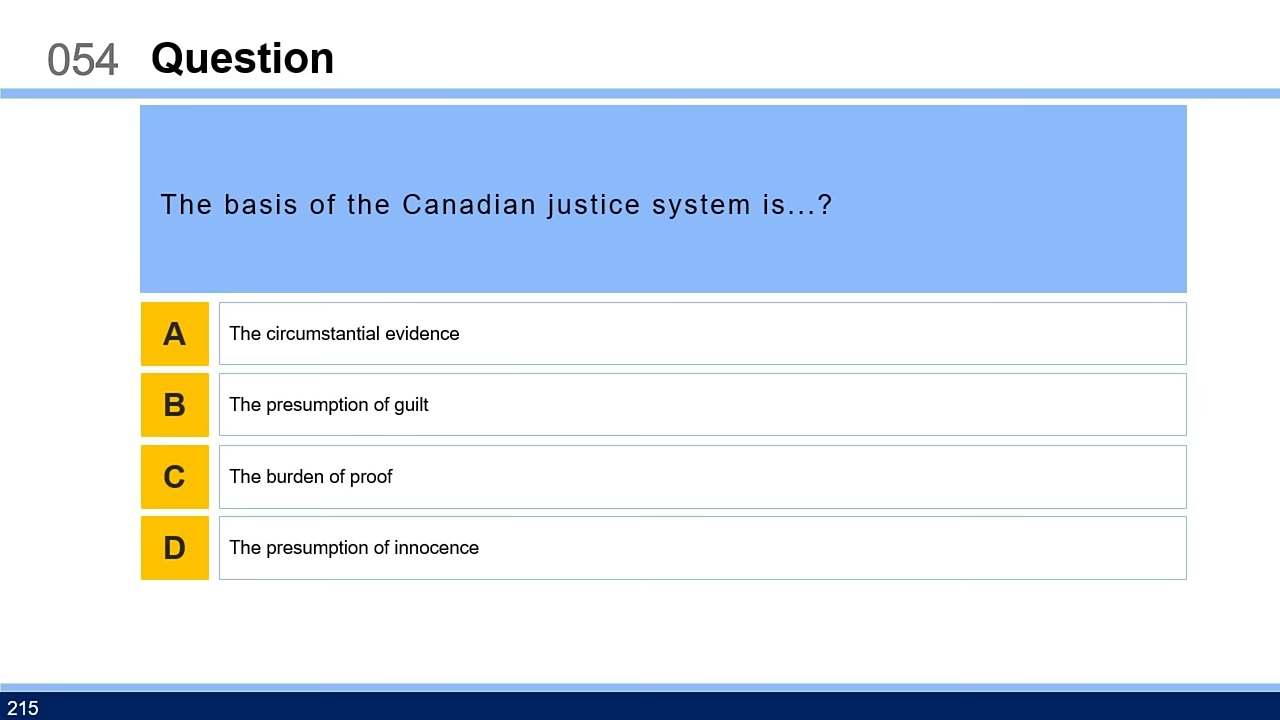 054 Question
The basis of the Canadian justice system is...?
A The circumstantial evidence
B The presumption of guilt
C The burden of proof
D The presumption of innocence
215